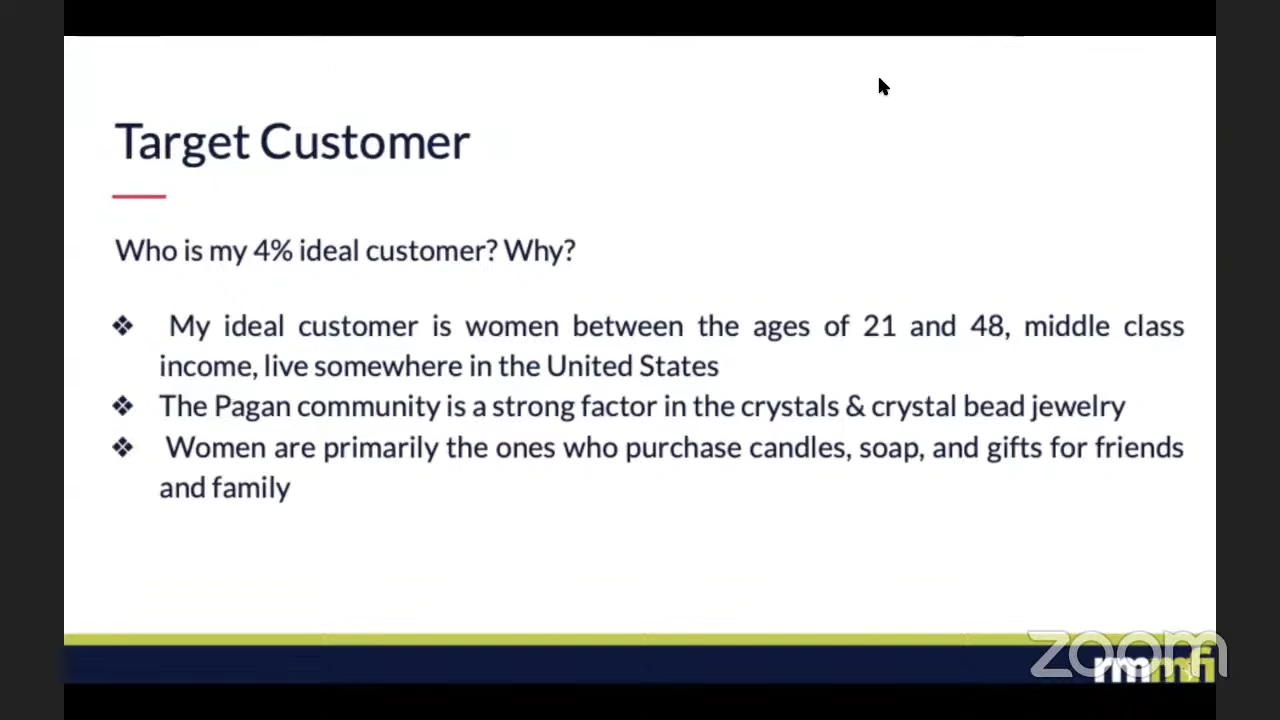 Target Customer
Who is my 4% ideal customer? Why?
❖ My ideal customer is women between the ages of 21 and 48, middle class
income, live somewhere in the United States
❖ The Pagan community is a strong factor in the crystals & crystal bead jewelry
❖ Women are primarily the ones who purchase candles, soap, and gifts for friends
and family
zoom
rmmfi